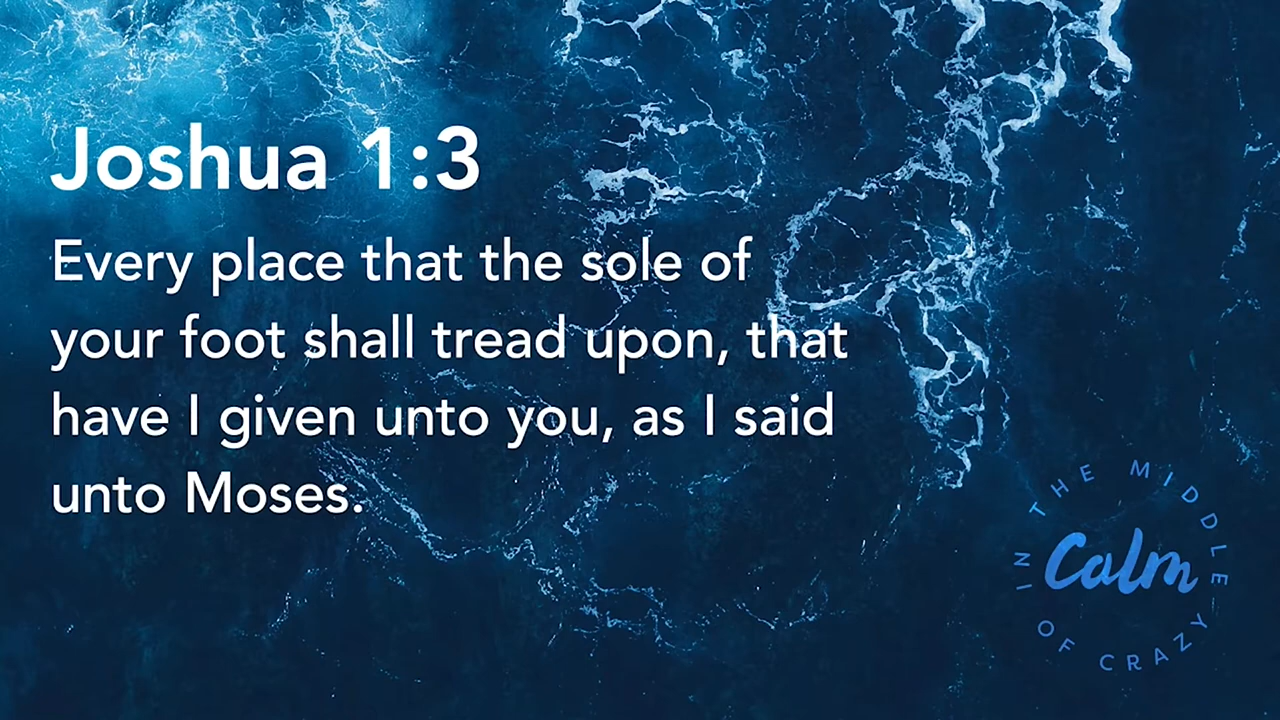 Joshua 1:3
Every place that the sole of
your foot shall tread upon, that
have I given unto you, as I said
unto Moses.
IN THE MIDDLE OF CRAZY
Calm